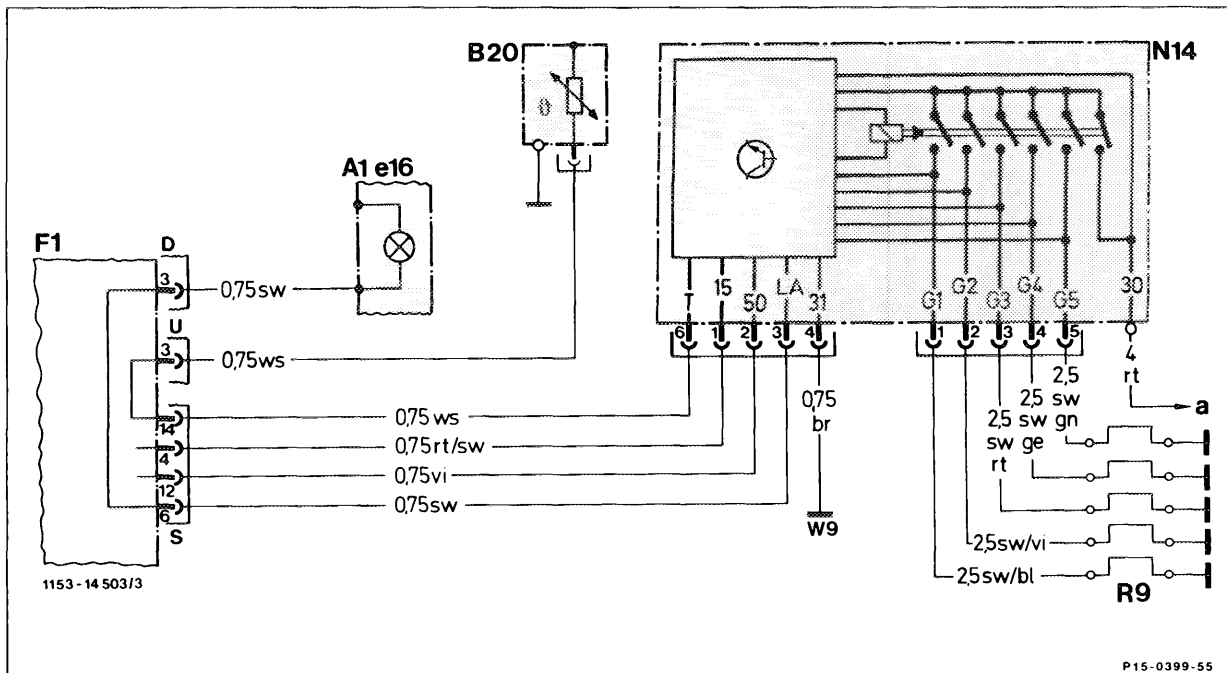 B20
N14
θ
A1 e16
F1
D
3
0,75 sw
U
3
0,75 ws
T
15
50
LA
31
G1
G2
G3
G4
G5
30
6
1
2
3
4
1
2
3
4
5
14
0,75 ws
4
0,75 rt/sw
12
0,75 vi
6
0,75 sw
S
0,75
br
W9
4
rt
a
2,5
sw
gn
2,5
sw
ge
2,5
sw
rt
2,5 sw/vi
2,5 sw/bl
R9
1153 - 14 503/3
P15-0399-55